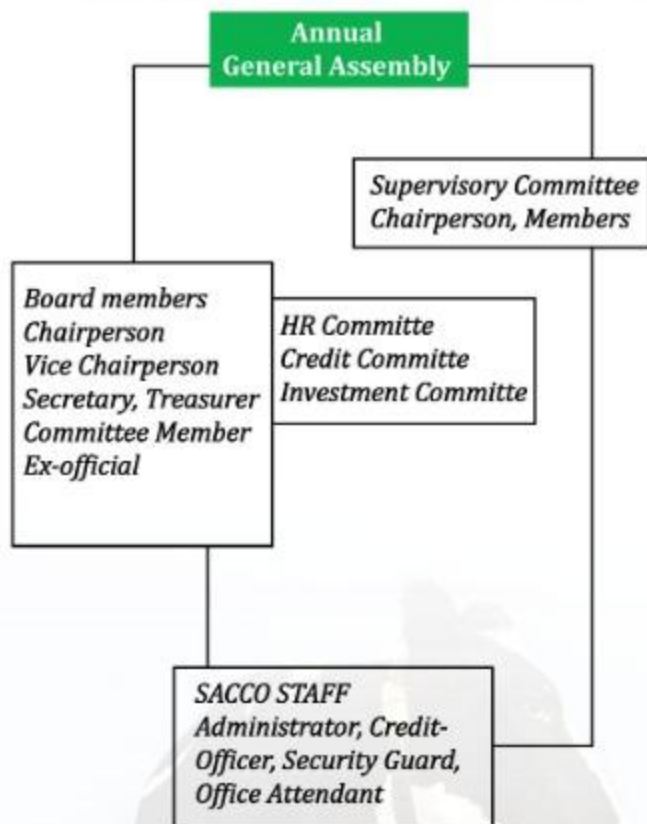 Annual
General Assembly
Supervisory Committee
Chairperson, Members
Board members
Chairperson
Vice Chairperson
Secretary, Treasurer
Committee Member
Ex-official
HR Committe
Credit Committe
Investment Committe
SACCO STAFF
Administrator, Credit-
Officer, Security Guard,
Office Attendant